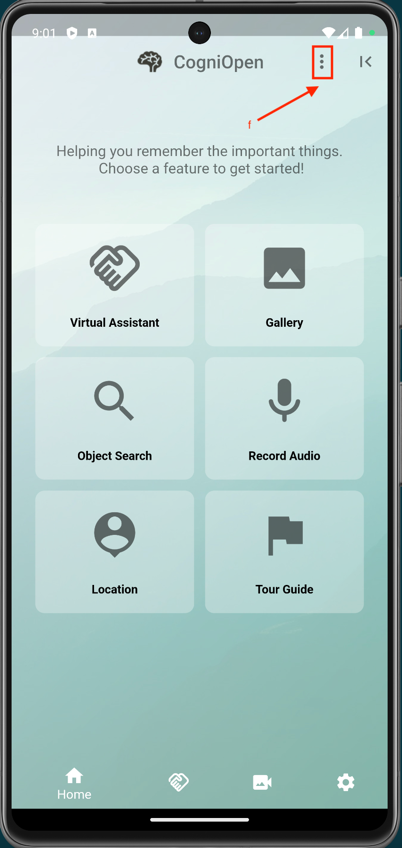 9:01
A
CogniOpen
f
Helping you remember the important things.
Choose a feature to get started!
Virtual Assistant
Gallery
Object Search
Record Audio
Location
Tour Guide
Home